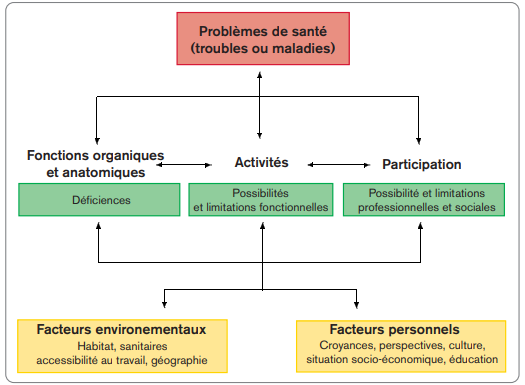 Problèmes de santé
(troubles ou maladies)
Fonctions organiques
et anatomiques
Activités
Participation
Déficiences
Possibilités
et limitations fonctionnelles
Possibilité et limitations
professionnelles et sociales
Facteurs environementaux
Habitat, sanitaires
accessibilité au travail, géographie
Facteurs personnels
Croyances, perspectives, culture,
situation socio-économique, éducation